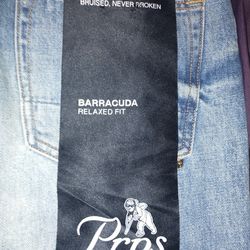 BRUISED, NEVER BROKEN
BARRACUDA
RELAXED FIT
Prps